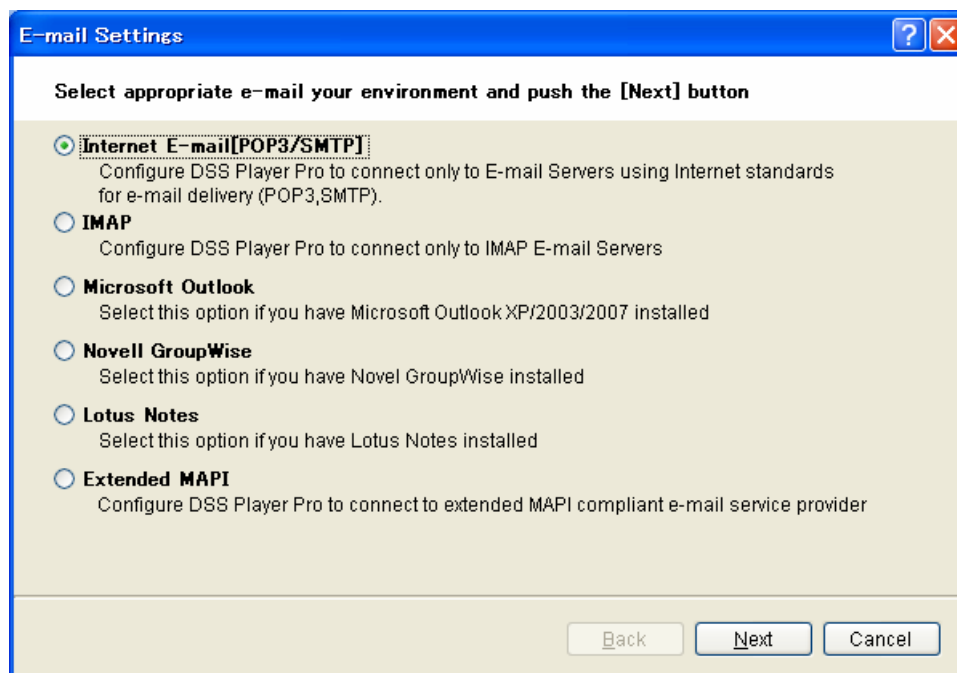 E-mail Settings
Select appropriate e-mail your environment and push the [Next] button
Internet E-mail[POP3/SMTP]
Configure DSS Player Pro to connect only to E-mail Servers using Internet standards
for e-mail delivery (POP3,SMTP).
IMAP
Configure DSS Player Pro to connect only to IMAP E-mail Servers
Microsoft Outlook
Select this option if you have Microsoft Outlook XP/2003/2007 installed
Novell GroupWise
Select this option if you have Novel GroupWise installed
Lotus Notes
Select this option if you have Lotus Notes installed
Extended MAPI
Configure DSS Player Pro to connect to extended MAPI compliant e-mail service provider
Back Next Cancel